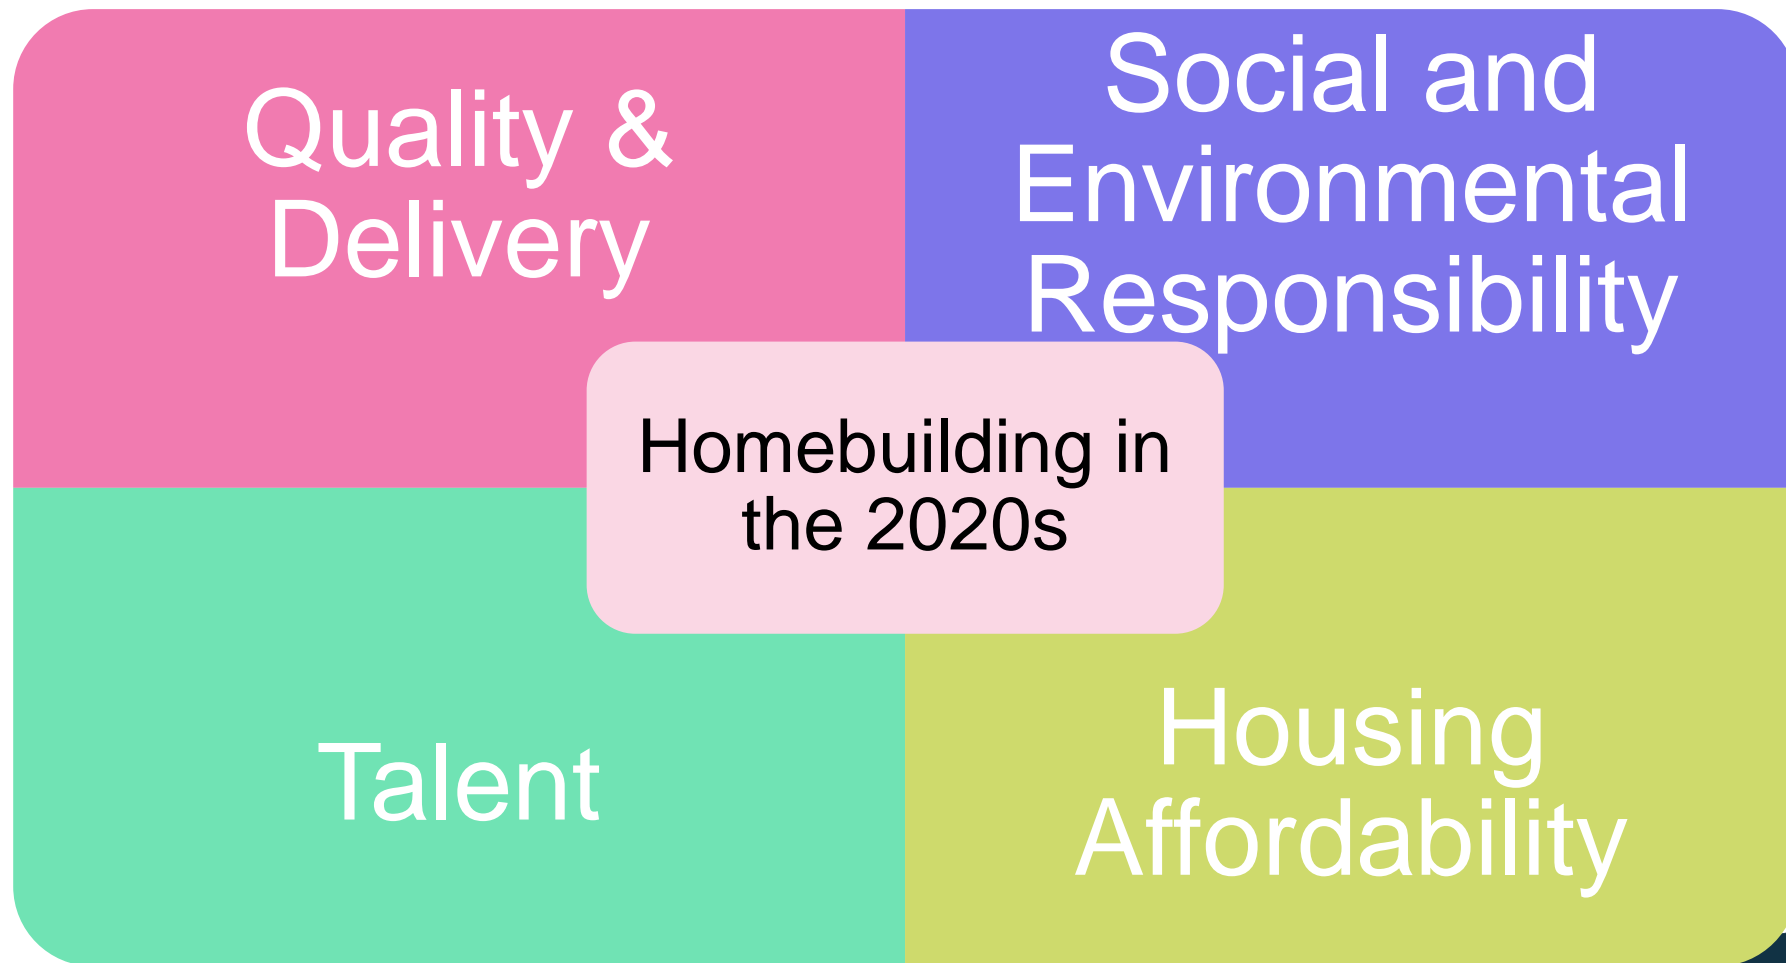 Quality &
Delivery
Social and
Environmental
Responsibility
Homebuilding in
the 2020s
Talent
Housing
Affordability